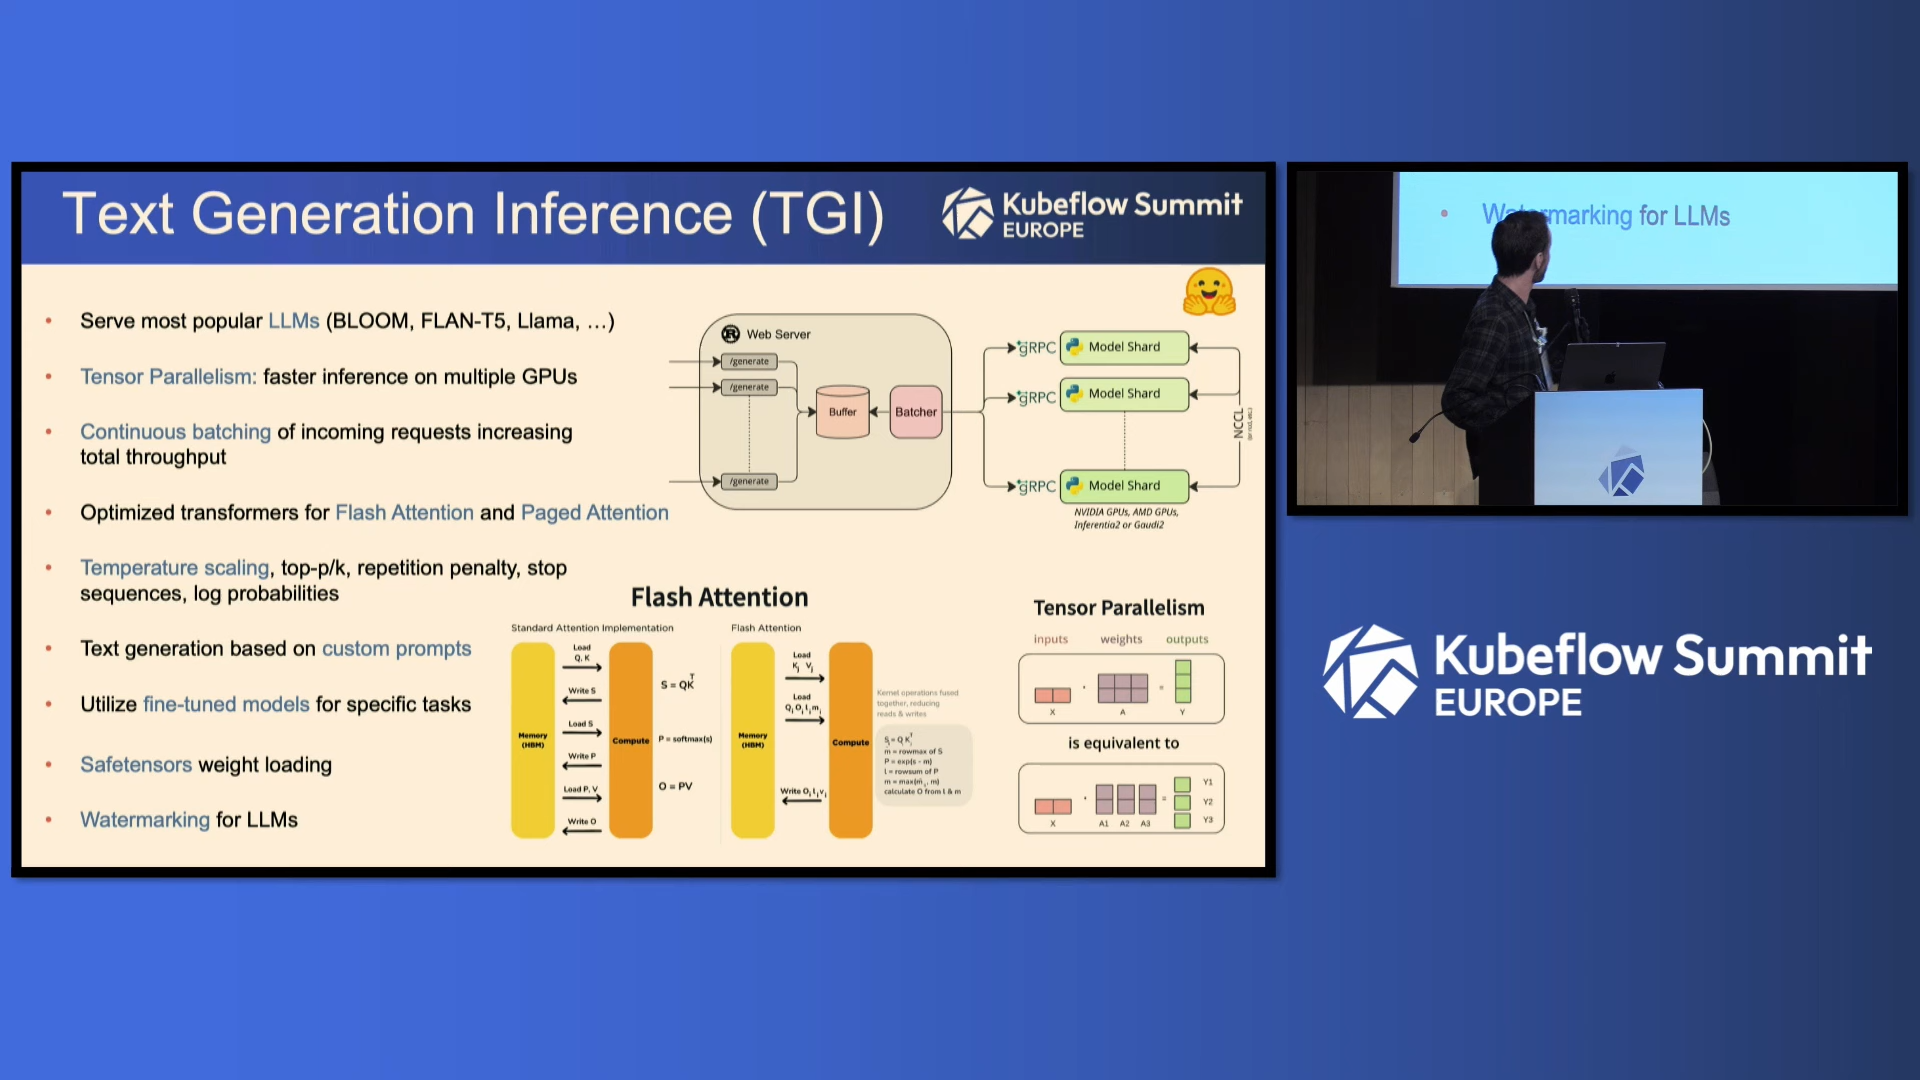 Text Generation Inference (TGI)
Kubeflow Summit
EUROPE
• Serve most popular LLMs (BLOOM, FLAN-T5, Llama, …)
• Tensor Parallelism: faster inference on multiple GPUs
• Continuous batching of incoming requests increasing
total throughput
• Optimized transformers for Flash Attention and Paged Attention
• Temperature scaling, top-p/k, repetition penalty, stop
sequences, log probabilities
• Text generation based on custom prompts
• Utilize fine-tuned models for specific tasks
• Safetensors weight loading
• Watermarking for LLMs
Web Server
/generate
/generate
/generate
Buffer
Batcher
gRPC
Model Shard
gRPC
Model Shard
gRPC
Model Shard
NCCL
NVIDIA GPUs, AMD GPUs,
Inferentia2 or Gaudi2
Flash Attention
Standard Attention Implementation
Memory
(HBM)
Load
Q, K
Write S
Load S
Write P
Load P, V
Write O
Compute
S = QK^T
P = softmax(s)
O = PV
Flash Attention
Memory
(HBM)
Load
Kj Vj
Load
Write
Compute
Kernel operations fused
together, reducing
reads & writes
m = rowmax of S
P = exp(s - m)
l = rowsum of P
calculate O from l & m
Tensor Parallelism
inputs weights outputs
X · A = Y
is equivalent to
X · A1 A2 A3 = Y1
Y2
Y3
• Watermarking for LLMs
Kubeflow Summit
EUROPE